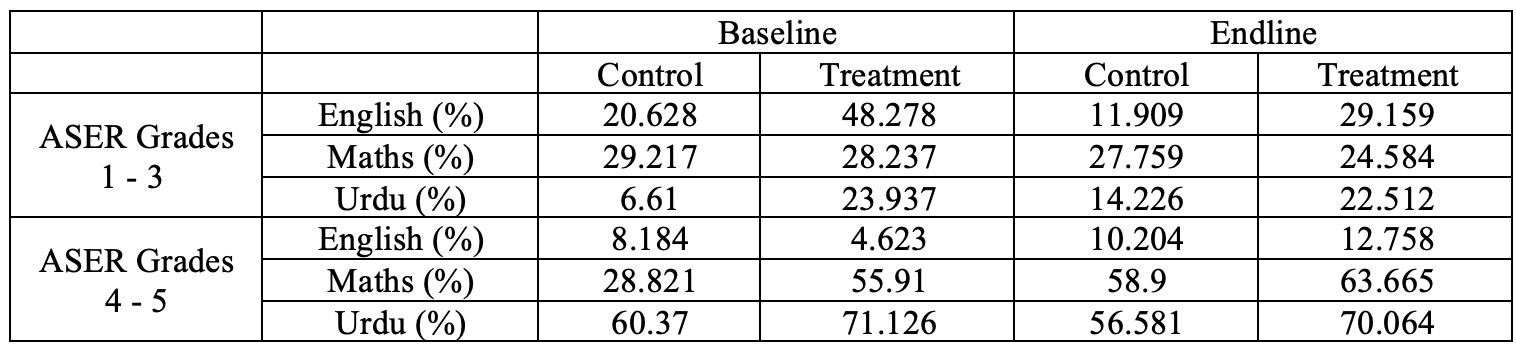 Baseline Endline
Control Treatment Control Treatment
ASER Grades
1 - 3
English (%) 20.628 48.278 11.909 29.159
Maths (%) 29.217 28.237 27.759 24.584
Urdu (%) 6.61 23.937 14.226 22.512
ASER Grades
4 - 5
English (%) 8.184 4.623 10.204 12.758
Maths (%) 28.821 55.91 58.9 63.665
Urdu (%) 60.37 71.126 56.581 70.064